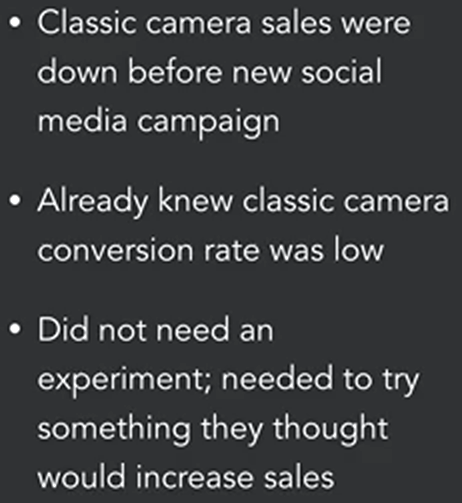 • Classic camera sales were
down before new social
media campaign
• Already knew classic camera
conversion rate was low
• Did not need an
experiment; needed to try
something they thought
would increase sales